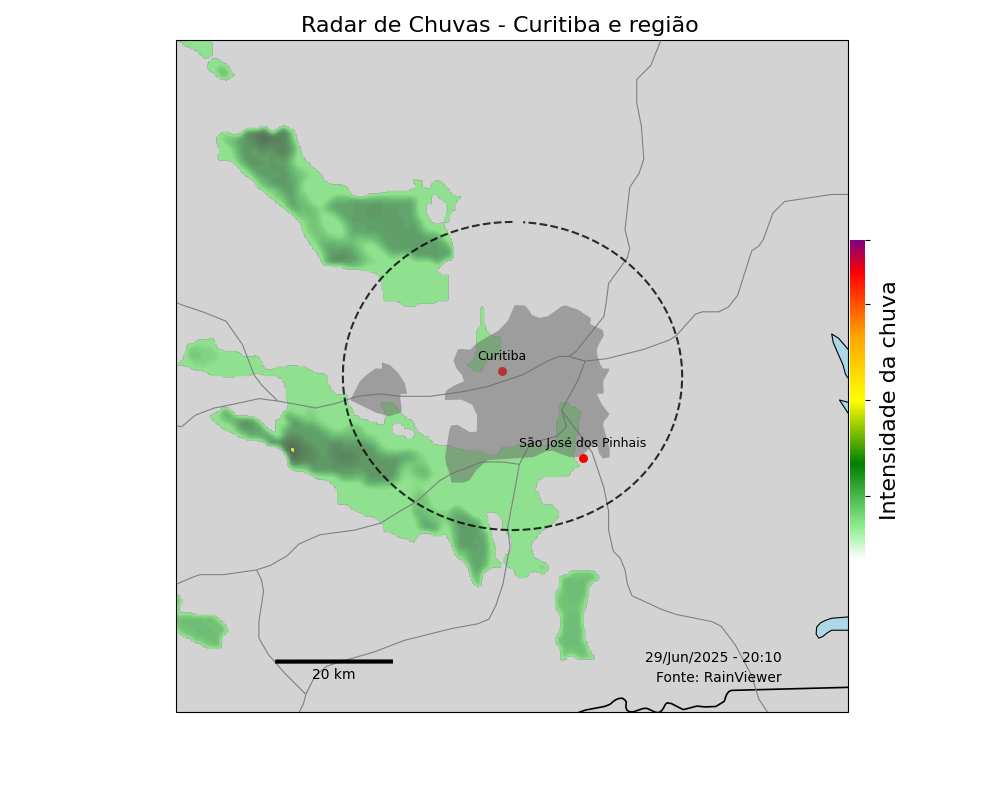 Radar de Chuvas - Curitiba e região
Curitiba
São José dos Pinhais
Intensidade da chuva
20 km
29/Jun/2025 - 20:10
Fonte: RainViewer